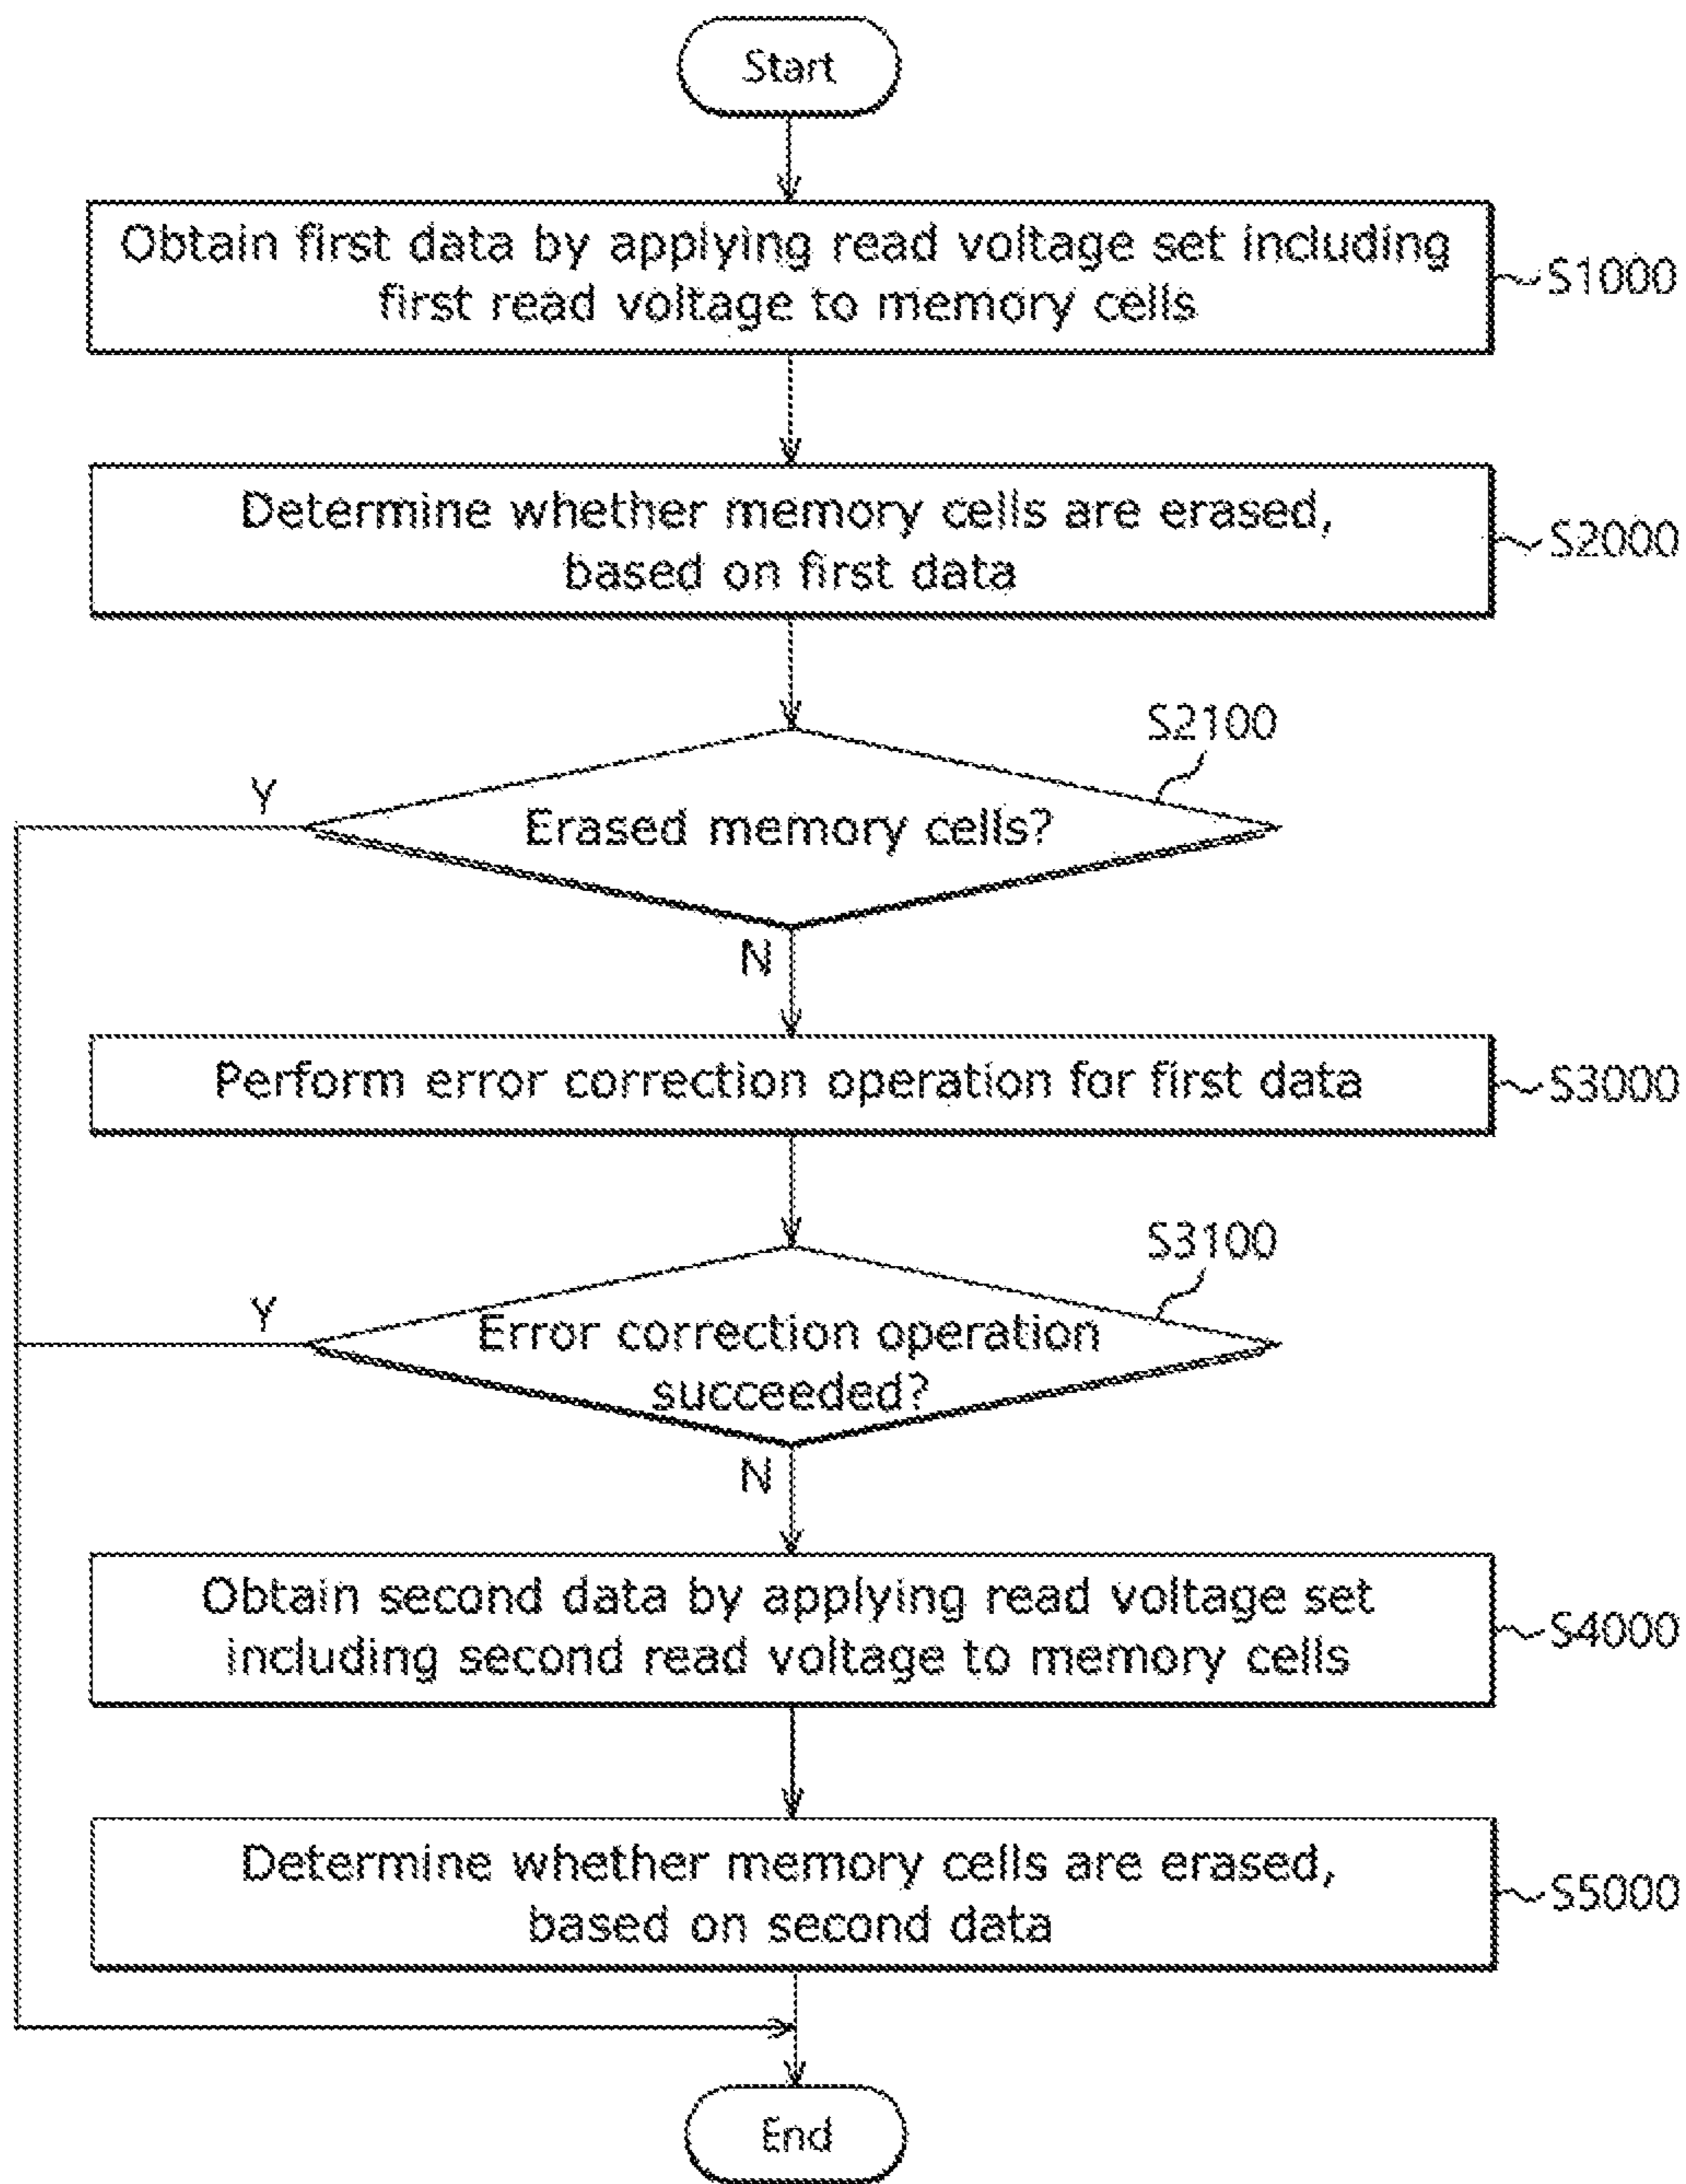 Start
Obtain first data by applying read voltage set including
first read voltage to memory cells
S1000
Determine whether memory cells are erased,
based on first data
S2000
S2100
Y
Erased memory cells?
N
Perform error correction operation for first data
S3000
S3100
Y
Error correction operation
succeeded?
N
Obtain second data by applying read voltage set
including second read voltage to memory cells
S4000
Determine whether memory cells are erased,
based on second data
S5000
End